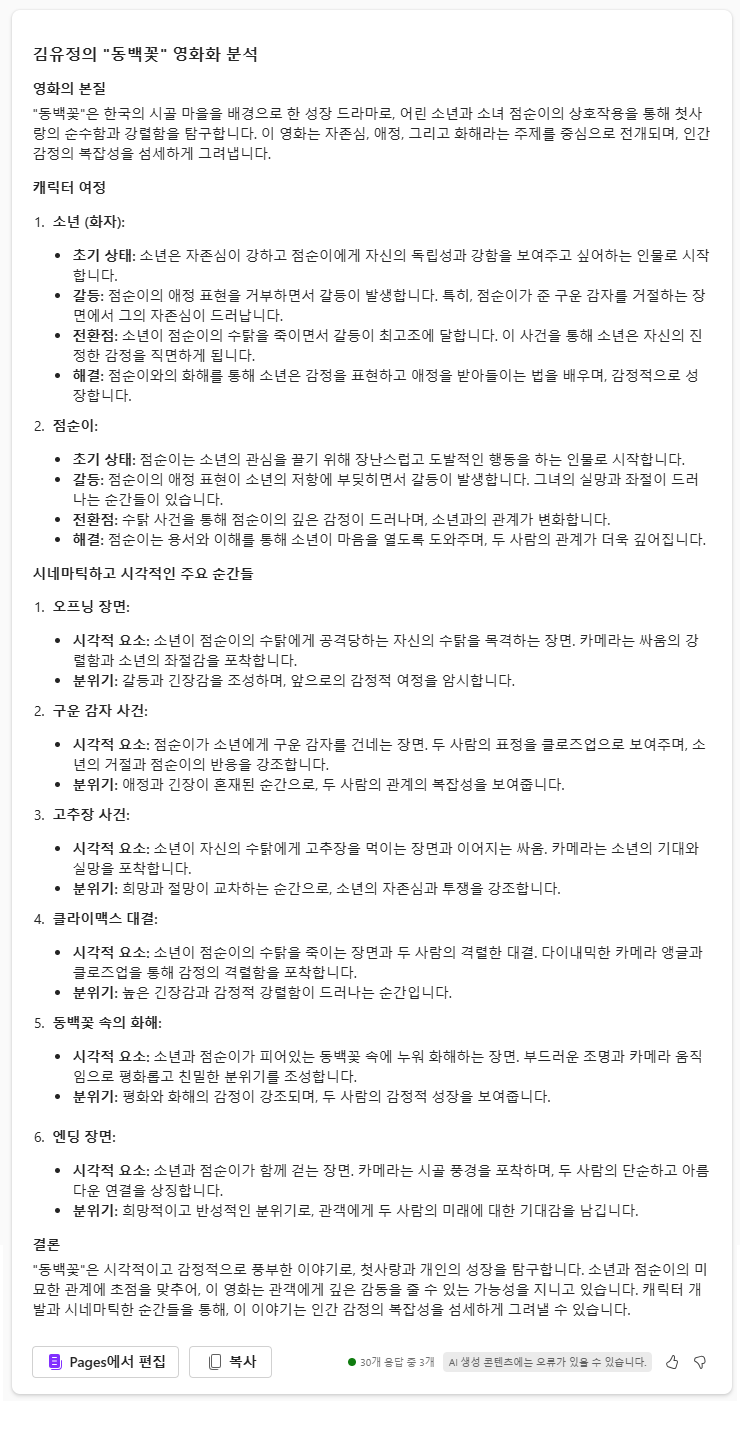 김유정의 "동백꽃" 영화화 분석
영화의 본질
"동백꽃"은 한국의 시골 마을을 배경으로 한 성장 드라마로, 어린 소년과 소녀 점순이의 상호작용을 통해 첫사
랑의 순수함과 강렬함을 탐구합니다. 이 영화는 자존심, 애정, 그리고 화해라는 주제를 중심으로 전개되며, 인간
감정의 복잡성을 섬세하게 그려냅니다.
캐릭터 여정
1. 소년 (화자):
• 초기 상태: 소년은 자존심이 강하고 점순이에게 자신의 독립성과 강함을 보여주고 싶어하는 인물로 시작
합니다.
• 갈등: 점순이의 애정 표현을 거부하면서 갈등이 발생합니다. 특히, 점순이가 준 구운 감자를 거절하는 장
면에서 그의 자존심이 드러납니다.
• 전환점: 소년이 점순이의 수탉을 죽이면서 갈등이 최고조에 달합니다. 이 사건을 통해 소년은 자신의 진
정한 감정을 직면하게 됩니다.
• 해결: 점순이와의 화해를 통해 소년은 감정을 표현하고 애정을 받아들이는 법을 배우며, 감정적으로 성
장합니다.
2. 점순이:
• 초기 상태: 점순이는 소년의 관심을 끌기 위해 장난스럽고 도발적인 행동을 하는 인물로 시작합니다.
• 갈등: 점순이의 애정 표현이 소년의 저항에 부딪히면서 갈등이 발생합니다. 그녀의 실망과 좌절이 드러
나는 순간들이 있습니다.
• 전환점: 수탉 사건을 통해 점순이의 깊은 감정이 드러나며, 소년과의 관계가 변화합니다.
• 해결: 점순이는 용서와 이해를 통해 소년이 마음을 열도록 도와주며, 두 사람의 관계가 더욱 깊어집니다.
시네마틱하고 시각적인 주요 순간들
1. 오프닝 장면:
• 시각적 요소: 소년이 점순이의 수탉에게 공격당하는 자신의 수탉을 목격하는 장면. 카메라는 싸움의 강
렬함과 소년의 좌절감을 포착합니다.
• 분위기: 갈등과 긴장감을 조성하며, 앞으로의 감정적 여정을 암시합니다.
2. 구운 감자 사건:
• 시각적 요소: 점순이가 소년에게 구운 감자를 건네는 장면. 두 사람의 표정을 클로즈업으로 보여주며, 소
년의 거절과 점순이의 반응을 강조합니다.
• 분위기: 애정과 긴장이 혼재된 순간으로, 두 사람의 관계의 복잡성을 보여줍니다.
3. 고추장 사건:
• 시각적 요소: 소년이 자신의 수탉에게 고추장을 먹이는 장면과 이어지는 싸움. 카메라는 소년의 기대와
실망을 포착합니다.
• 분위기: 희망과 절망이 교차하는 순간으로, 소년의 자존심과 투쟁을 강조합니다.
4. 클라이맥스 대결:
• 시각적 요소: 소년이 점순이의 수탉을 죽이는 장면과 두 사람의 격렬한 대결. 다이내믹한 카메라 앵글과
클로즈업을 통해 감정의 격렬함을 포착합니다.
• 분위기: 높은 긴장감과 감정적 강렬함이 드러나는 순간입니다.
5. 동백꽃 속의 화해:
• 시각적 요소: 소년과 점순이가 피어있는 동백꽃 속에 누워 화해하는 장면. 부드러운 조명과 카메라 움직
임으로 평화롭고 친밀한 분위기를 조성합니다.
• 분위기: 평화와 화해의 감정이 강조되며, 두 사람의 감정적 성장을 보여줍니다.
6. 엔딩 장면:
• 시각적 요소: 소년과 점순이가 함께 걷는 장면. 카메라는 시골 풍경을 포착하며, 두 사람의 단순하고 아름
다운 연결을 상징합니다.
• 분위기: 희망적이고 반성적인 분위기로, 관객에게 두 사람의 미래에 대한 기대감을 남깁니다.
결론
"동백꽃"은 시각적이고 감정적으로 풍부한 이야기로, 첫사랑과 개인의 성장을 탐구합니다. 소년과 점순이의 미
묘한 관계에 초점을 맞추어, 이 영화는 관객에게 깊은 감동을 줄 수 있는 가능성을 지니고 있습니다. 캐릭터 개
발과 시네마틱한 순간들을 통해, 이 이야기는 인간 감정의 복잡성을 섬세하게 그려낼 수 있습니다.
Pages에서 편집 복사 30개 응답 중 3개 AI 생성 콘텐츠에는 오류가 있을 수 있습니다.